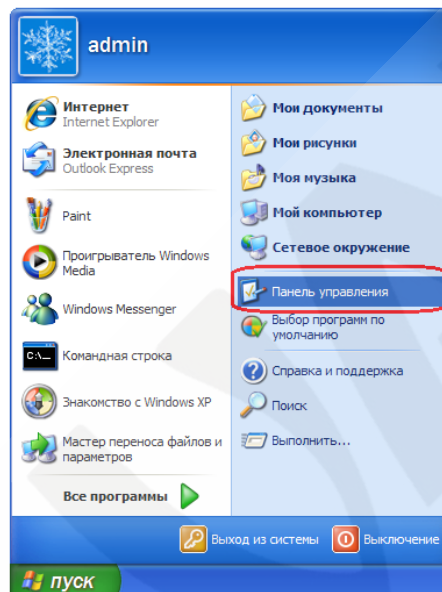 admin
Интернет
Internet Explorer
Электронная почта
Outlook Express
Paint
Проигрыватель Windows
Media
Windows Messenger
C:\_
Командная строка
Знакомство с Windows XP
Мастер переноса файлов и
параметров
Все программы
Мои документы
Мои рисунки
Моя музыка
Мой компьютер
Сетевое окружение
Панель управления
Выбор программ по
умолчанию
Справка и поддержка
Поиск
Выполнить...
Выход из системы
Выключение
пуск